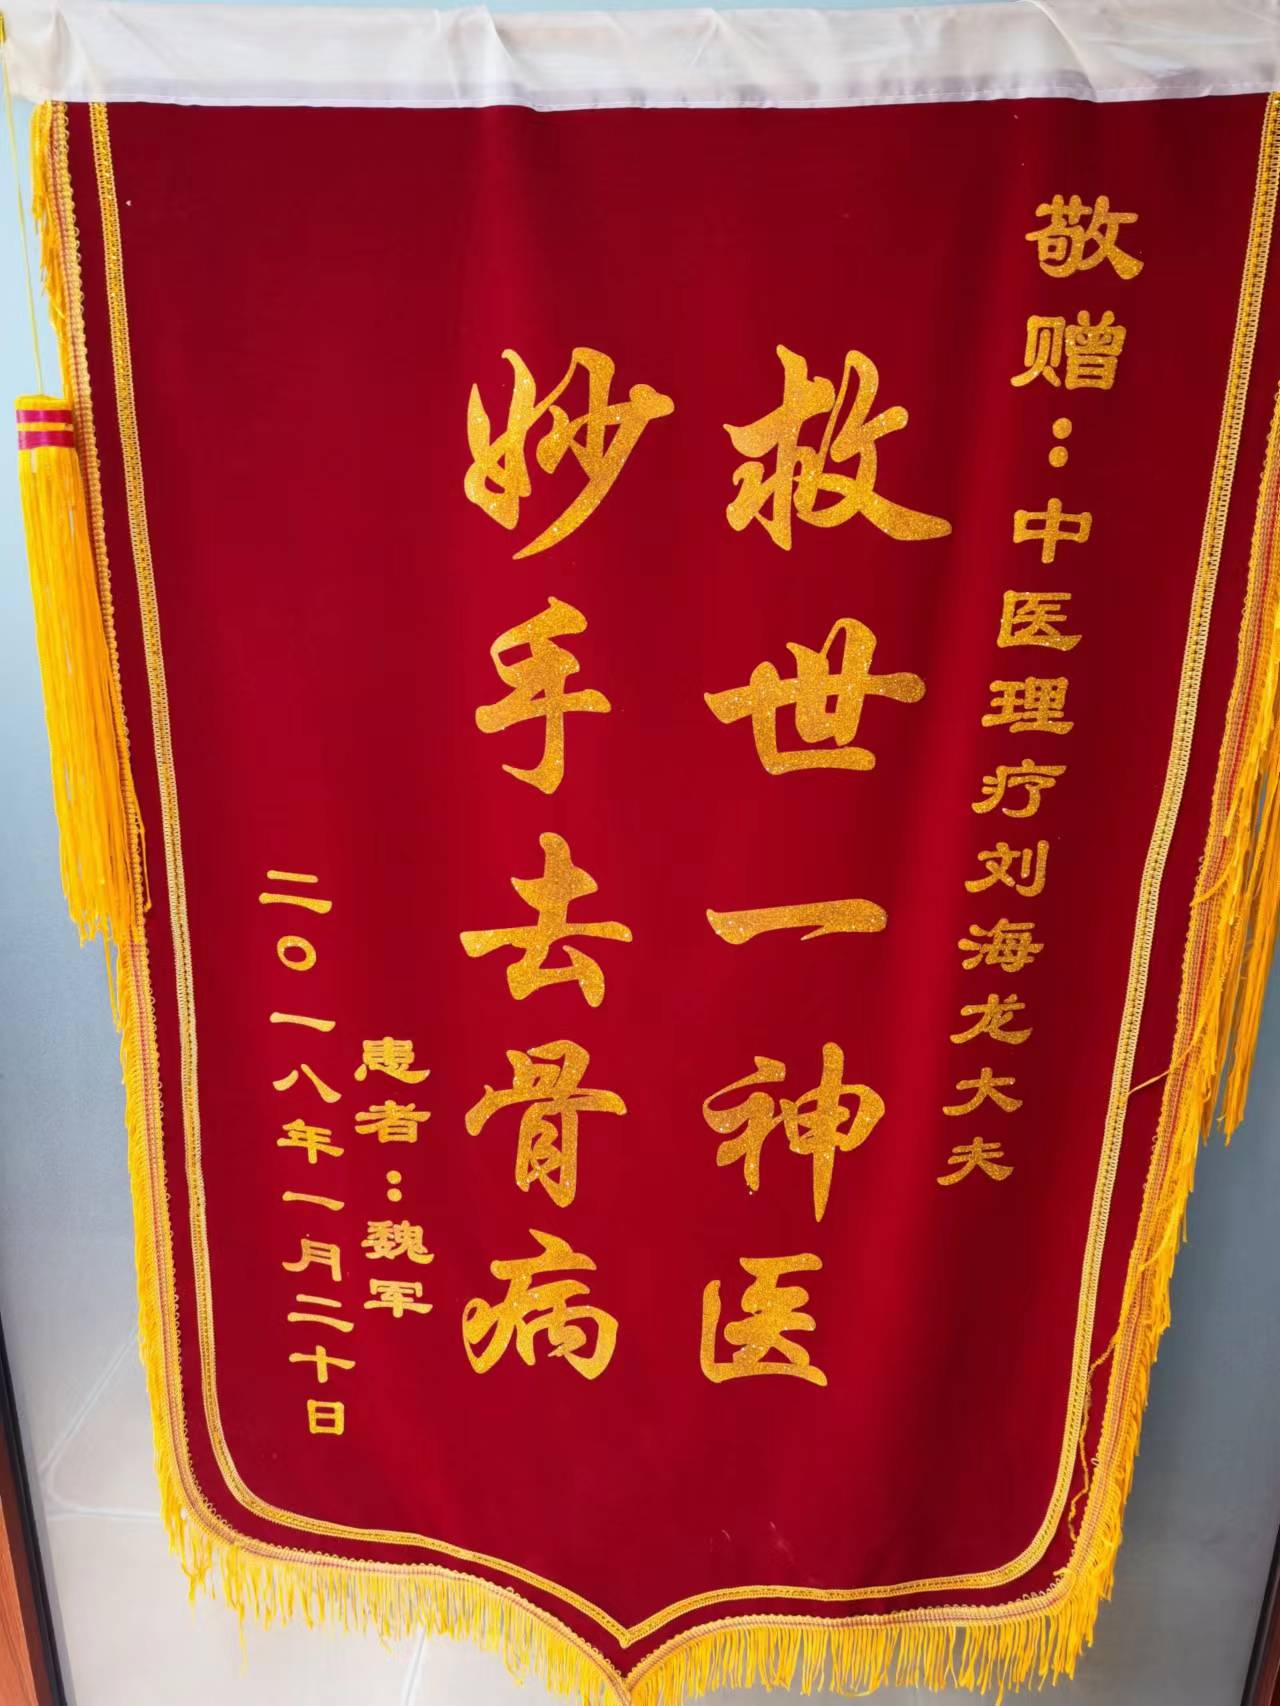 敬赠：中医理疗刘海龙大夫
救世一神医
妙手去骨病
患者：魏军
二〇一八年一月二十日